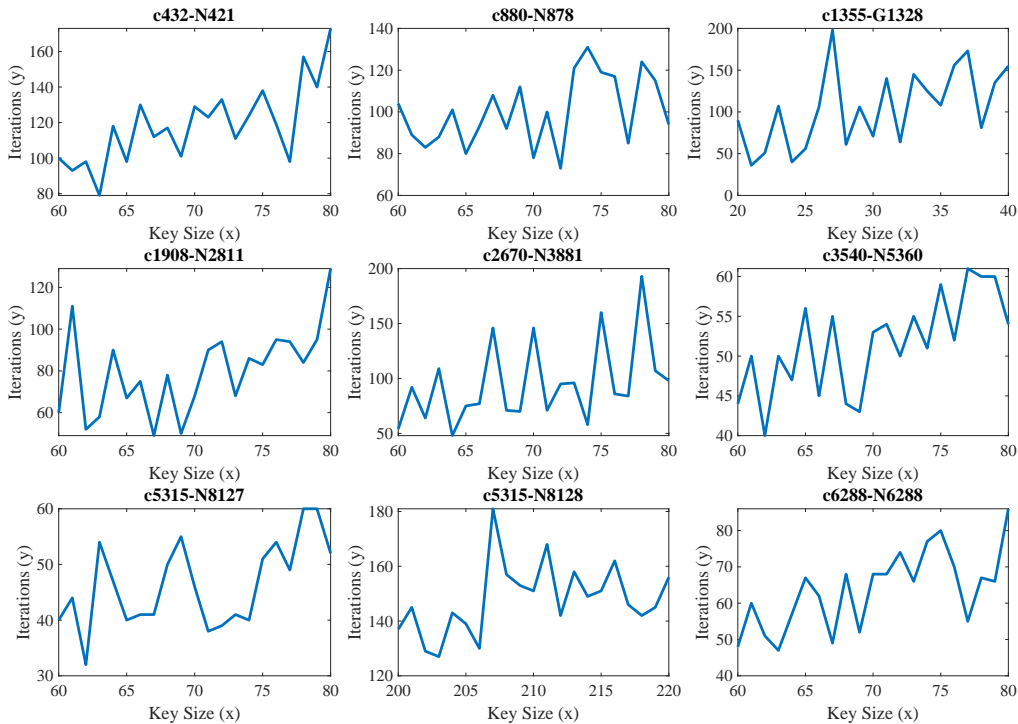 c432-N421
160
140
120
100
80
60 65 70 75 80
Iterations (y)
Key Size (x)
c880-N878
140
120
100
80
60
60 65 70 75 80
Iterations (y)
Key Size (x)
c1355-G1328
200
150
100
50
0
20 25 30 35 40
Iterations (y)
Key Size (x)
c1908-N2811
120
100
80
60
60 65 70 75 80
Iterations (y)
Key Size (x)
c2670-N3881
200
150
100
50
60 65 70 75 80
Iterations (y)
Key Size (x)
c3540-N5360
60
55
50
45
40
60 65 70 75 80
Iterations (y)
Key Size (x)
c5315-N8127
60
50
40
30
60 65 70 75 80
Iterations (y)
Key Size (x)
c5315-N8128
180
160
140
120
200 205 210 215 220
Iterations (y)
Key Size (x)
c6288-N6288
80
70
60
50
40
60 65 70 75 80
Iterations (y)
Key Size (x)